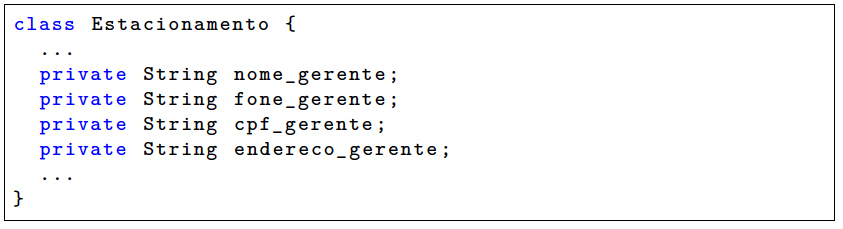 class Estacionamento {
...
private String nome_gerente;
private String fone_gerente;
private String cpf_gerente;
private String endereco_gerente;
...
}